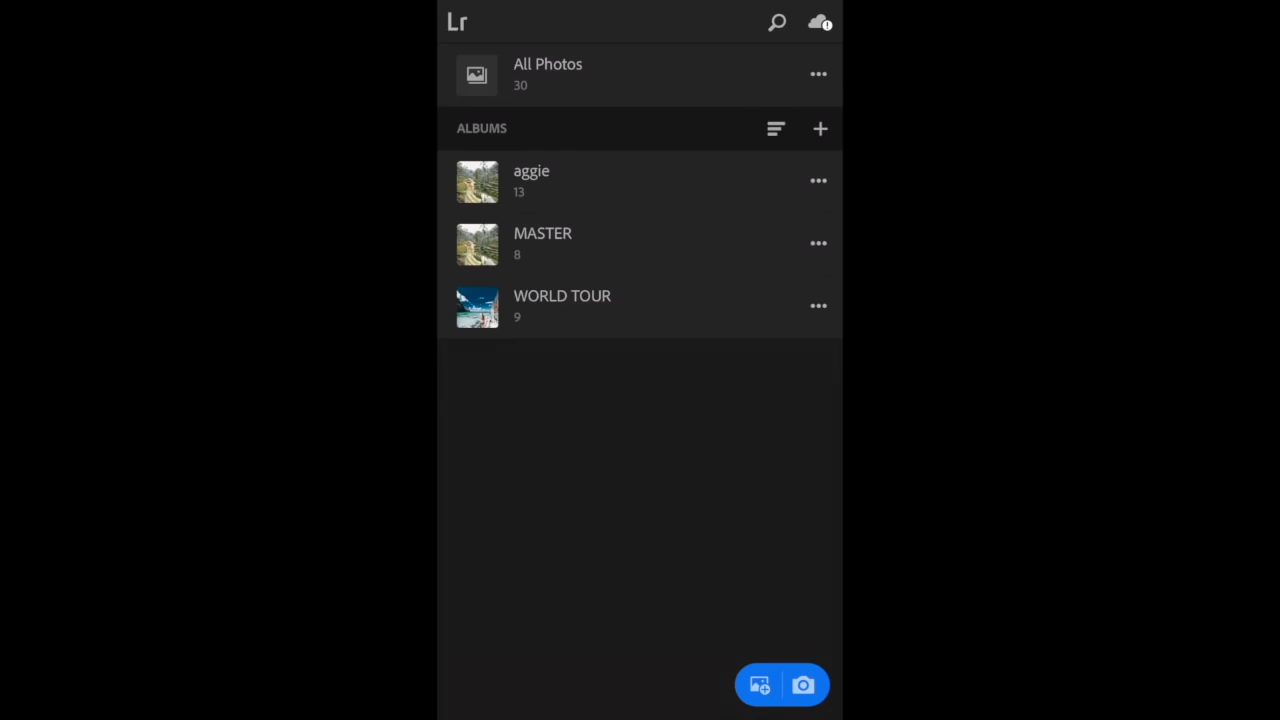 Lr
All Photos
30
ALBUMS
aggie
13
MASTER
8
WORLD TOUR
9